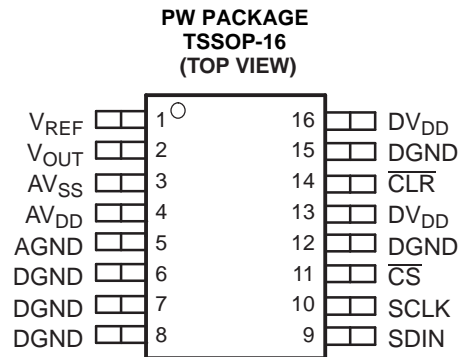 PW PACKAGE
TSSOP-16
(TOP VIEW)
VREF 1 16 DVDD
VOUT 2 15 DGND
AVSS 3 14 CLR
AVDD 4 13 DVDD
AGND 5 12 DGND
DGND 6 11 CS
DGND 7 10 SCLK
DGND 8 9 SDIN